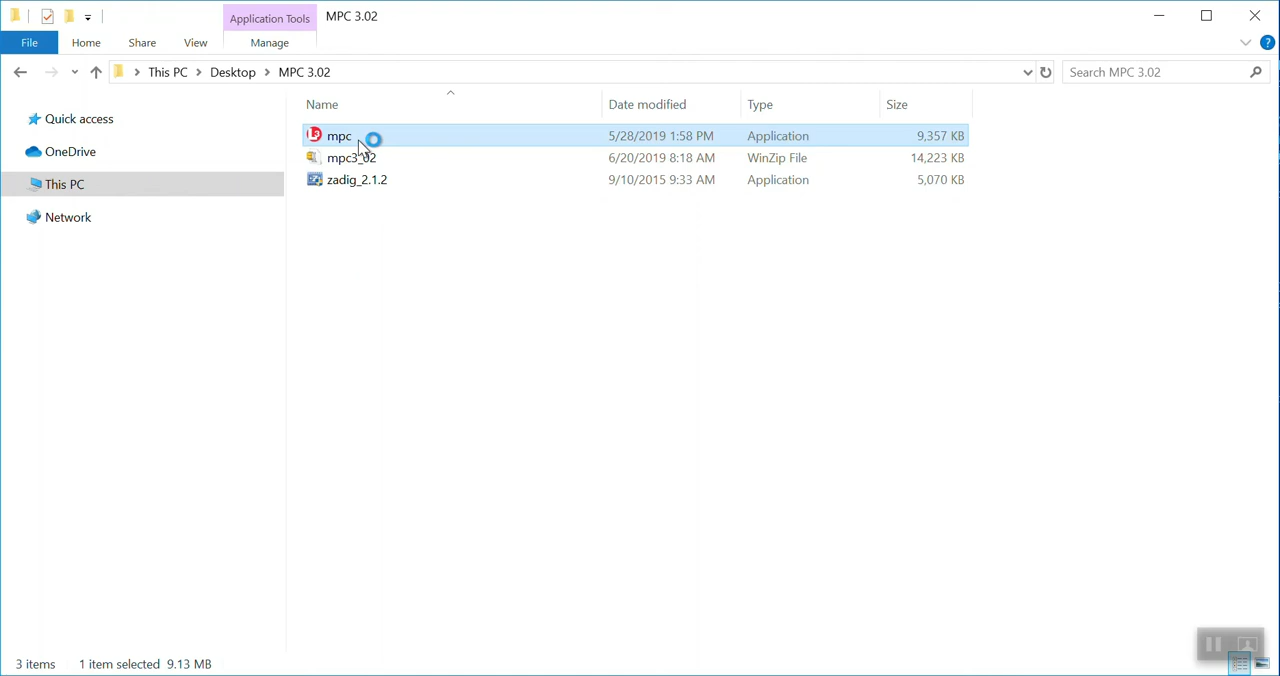 Application Tools MPC 3.02
File Home Share View Manage
This PC Desktop MPC 3.02 Search MPC 3.02
Quick access
OneDrive
This PC
Network
Name Date modified Type Size
mpc 5/28/2019 1:58 PM Application 9,357 KB
mpc3_02 6/20/2019 8:18 AM WinZip File 14,223 KB
zadig_2.1.2 9/10/2015 9:33 AM Application 5,070 KB
3 items 1 item selected 9.13 MB